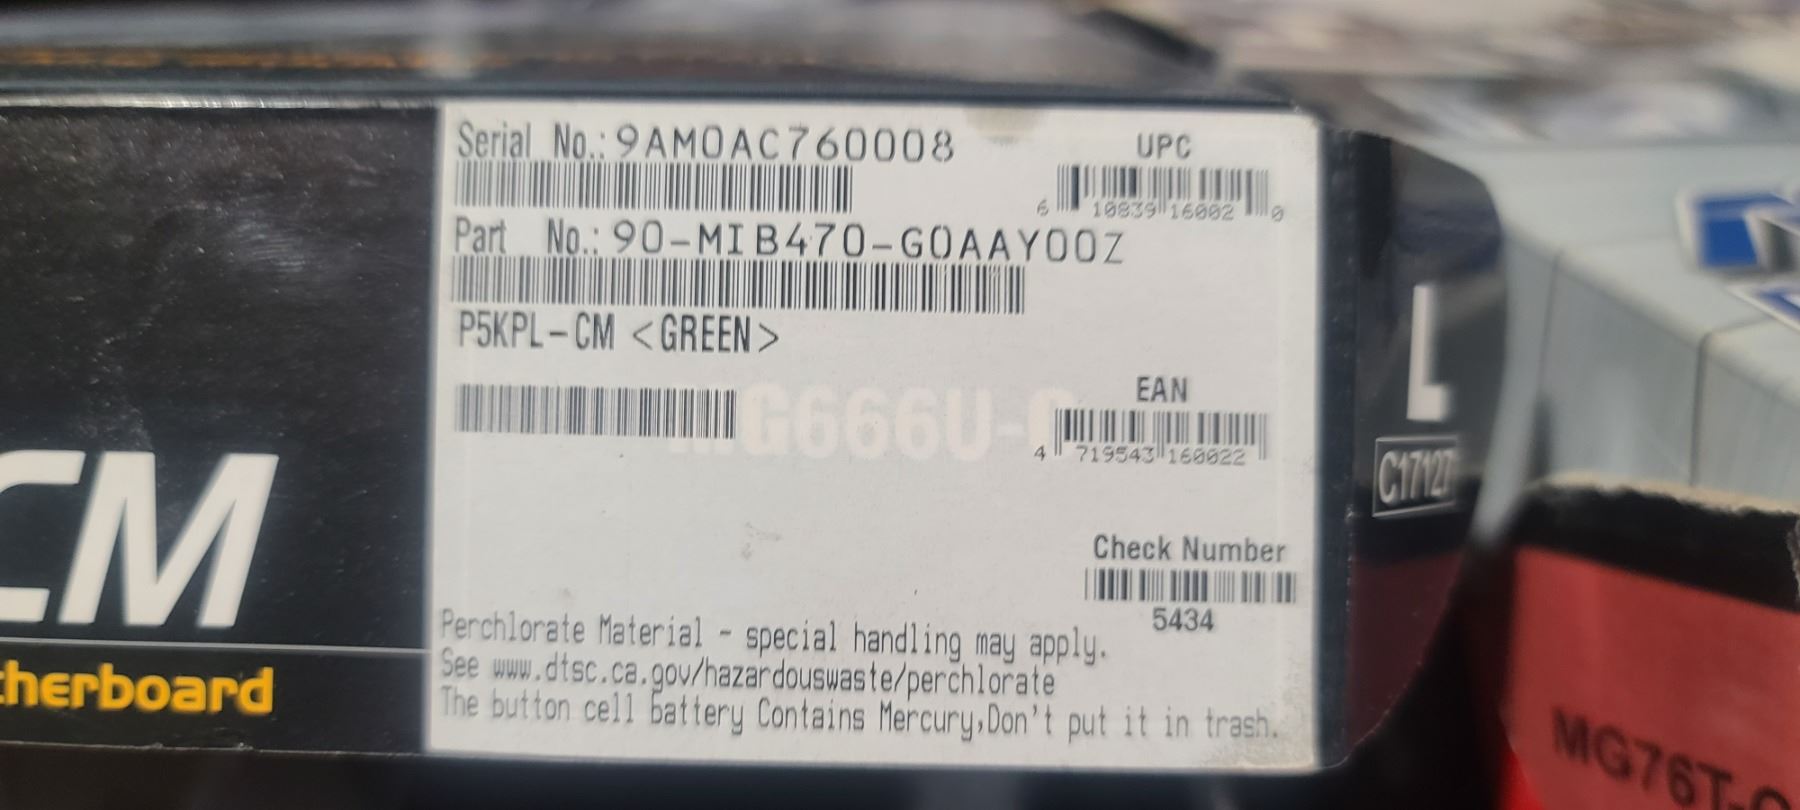 Serial No.: 9AM0AC760008
UPC
6 10839 16002 0
Part No.: 90-MIB470-G0AAY00Z
P5KPL-CM <GREEN>
G666U-
EAN
4 719543 160022
C17127
CM
Check Number
5434
herboard
Perchlorate Material - special handling may apply.
See www.dtsc.ca.gov/hazardouswaste/perchlorate
The button cell battery Contains Mercury,Don't put it in trash.
MG76T-